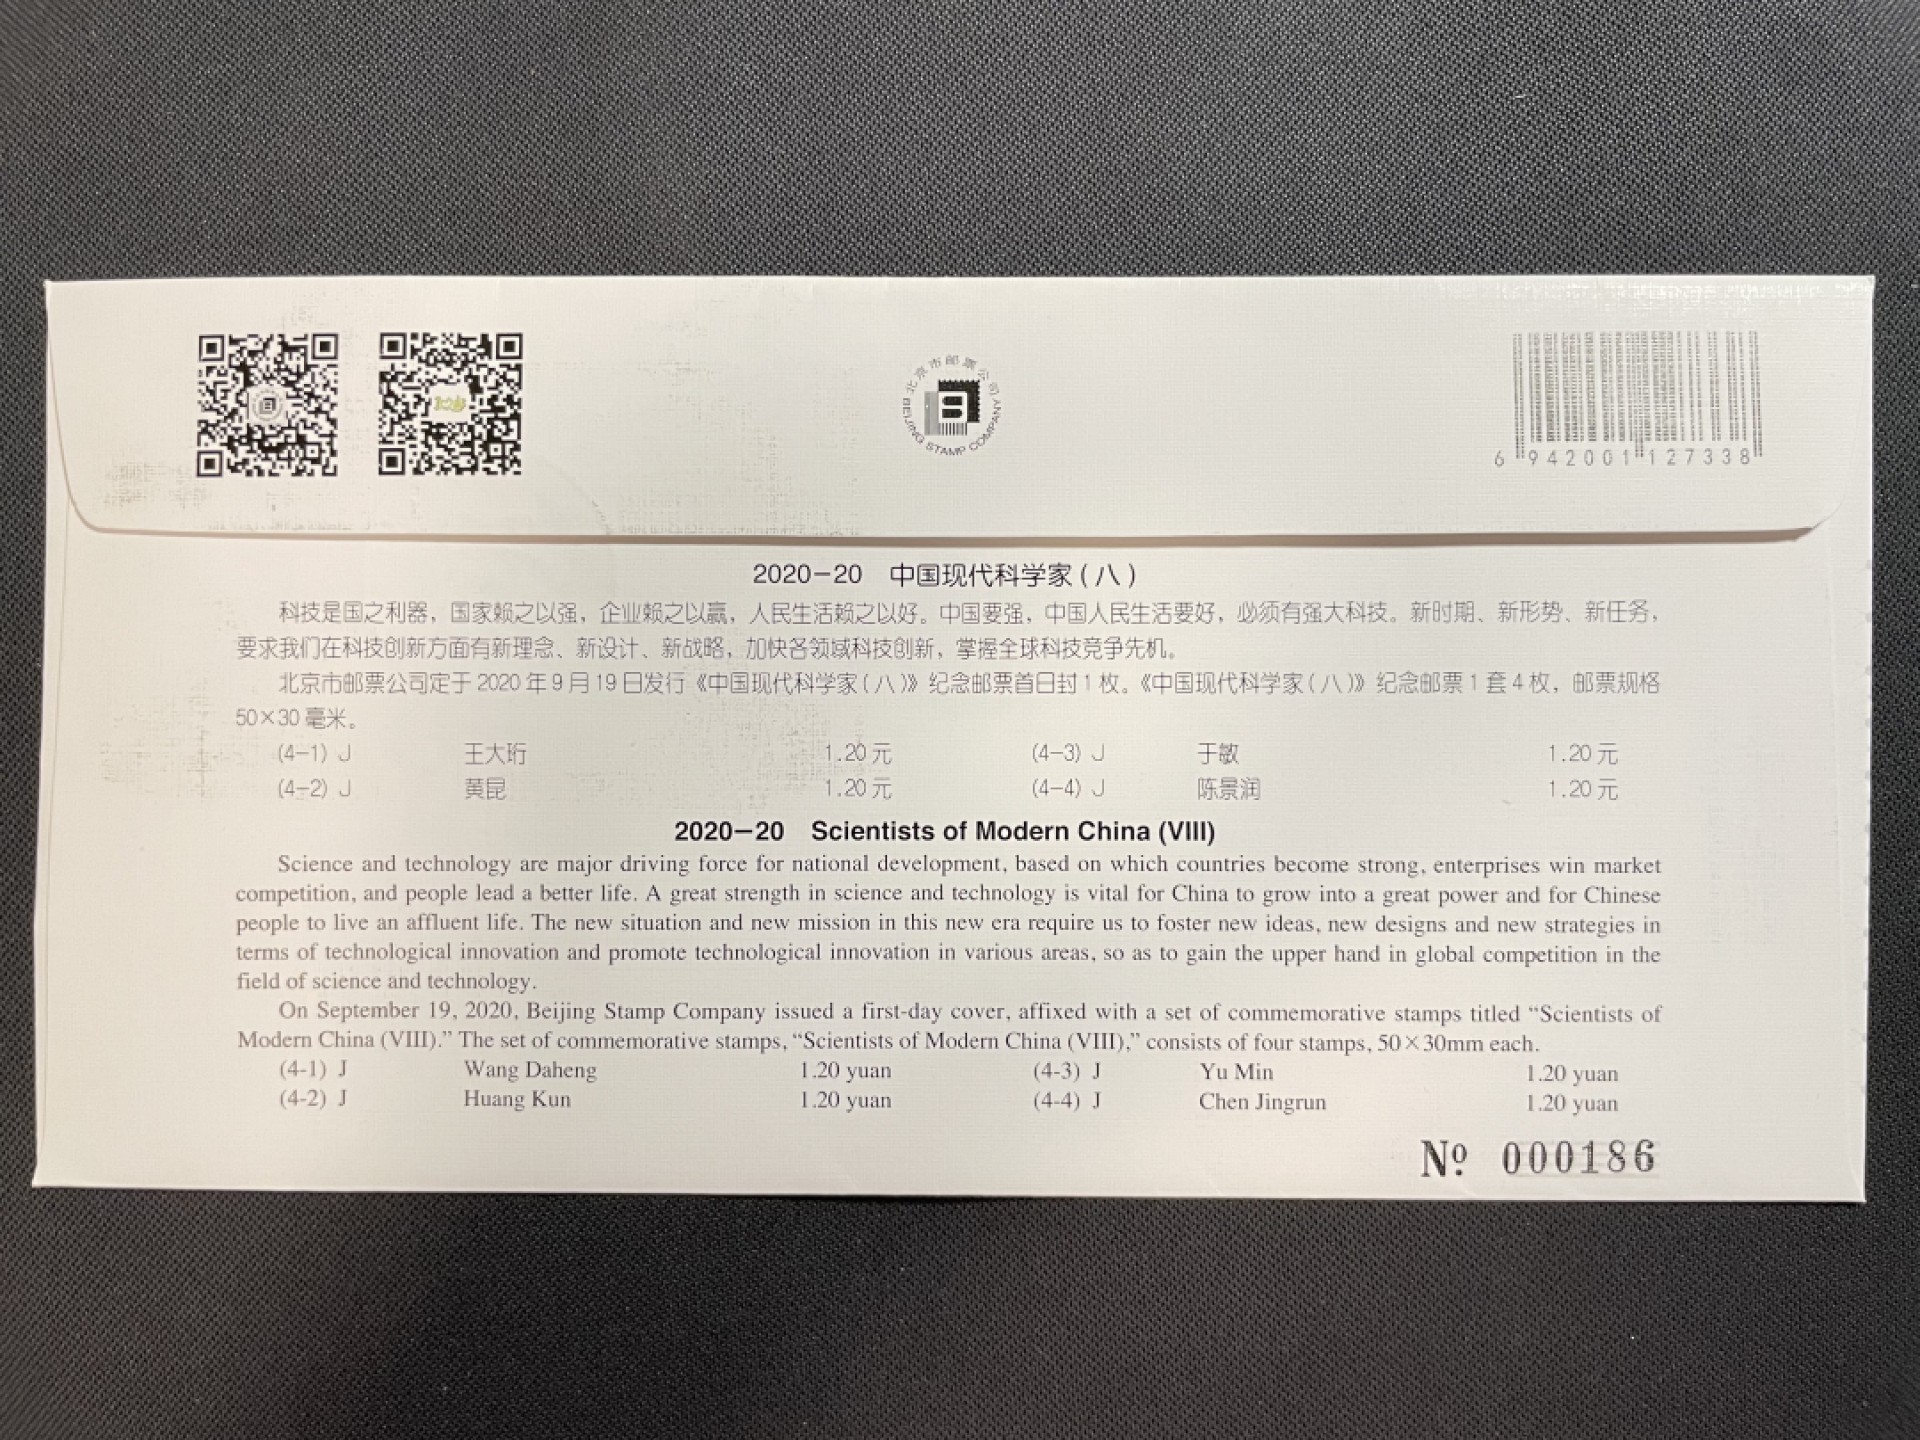 北京市邮票公司
BEIJING STAMP COMPANY
6 942001 127338
2020-20 中国现代科学家(八)
科技是国之利器，国家赖之以强，企业赖之以赢，人民生活赖之以好。中国要强，中国人民生活要好，必须有强大科技。新时期、新形势、新任务，
要求我们在科技创新方面有新理念、新设计、新战略，加快各领域科技创新，掌握全球科技竞争先机。
北京市邮票公司定于2020年9月19日发行《中国现代科学家(八)》纪念邮票首日封1枚。《中国现代科学家(八)》纪念邮票1套4枚，邮票规格
50×30毫米。
(4-1) J 王大珩 1.20元 (4-3) J 于敏 1.20元
(4-2) J 黄昆 1.20元 (4-4) J 陈景润 1.20元
2020-20 Scientists of Modern China (VIII)
Science and technology are major driving force for national development, based on which countries become strong, enterprises win market
competition, and people lead a better life. A great strength in science and technology is vital for China to grow into a great power and for Chinese
people to live an affluent life. The new situation and new mission in this new era require us to foster new ideas, new designs and new strategies in
terms of technological innovation and promote technological innovation in various areas, so as to gain the upper hand in global competition in the
field of science and technology.
On September 19, 2020, Beijing Stamp Company issued a first-day cover, affixed with a set of commemorative stamps titled “Scientists of
Modern China (VIII).” The set of commemorative stamps, “Scientists of Modern China (VIII),” consists of four stamps, 50×30mm each.
(4-1) J Wang Daheng 1.20 yuan (4-3) J Yu Min 1.20 yuan
(4-2) J Huang Kun 1.20 yuan (4-4) J Chen Jingrun 1.20 yuan
Nº 000186